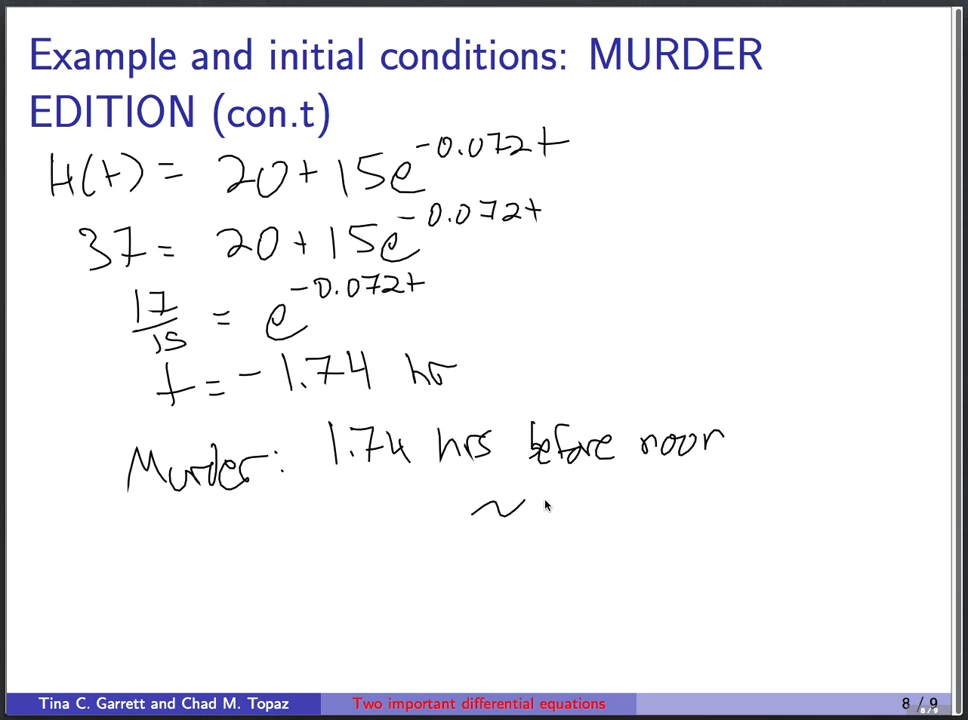 Example and initial conditions: MURDER
EDITION (con.t)
H(t) = 20 + 15e^{-0.072t}
37 = 20 + 15e^{-0.072t}
17/15 = e^{-0.072t}
t = -1.74 hr
Murder: 1.74 hrs before noon
~
Tina C. Garrett and Chad M. Topaz Two important differential equations 8 / 9
8 / 9